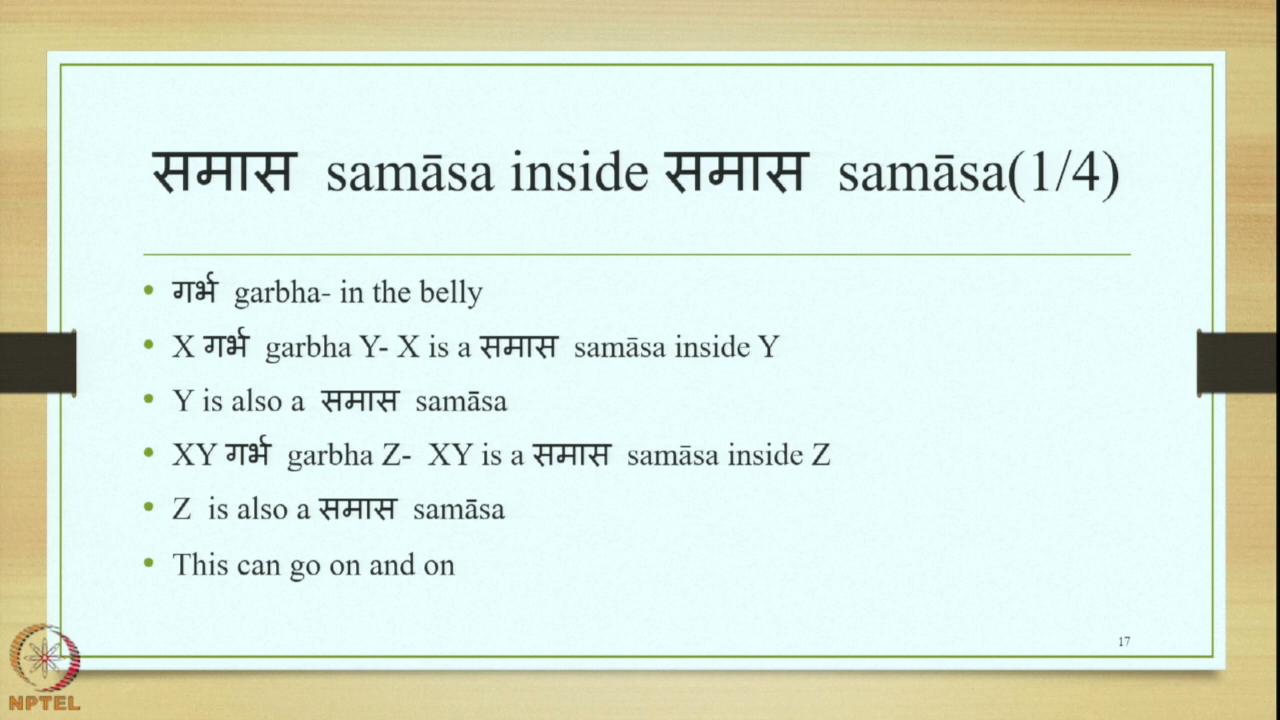 समास samāsa inside समास samāsa(1/4)
• गर्भ garbha- in the belly
• X गर्भ garbha Y- X is a समास samāsa inside Y
• Y is also a समास samāsa
• XY गर्भ garbha Z- XY is a समास samāsa inside Z
• Z is also a समास samāsa
• This can go on and on
17
NPTEL